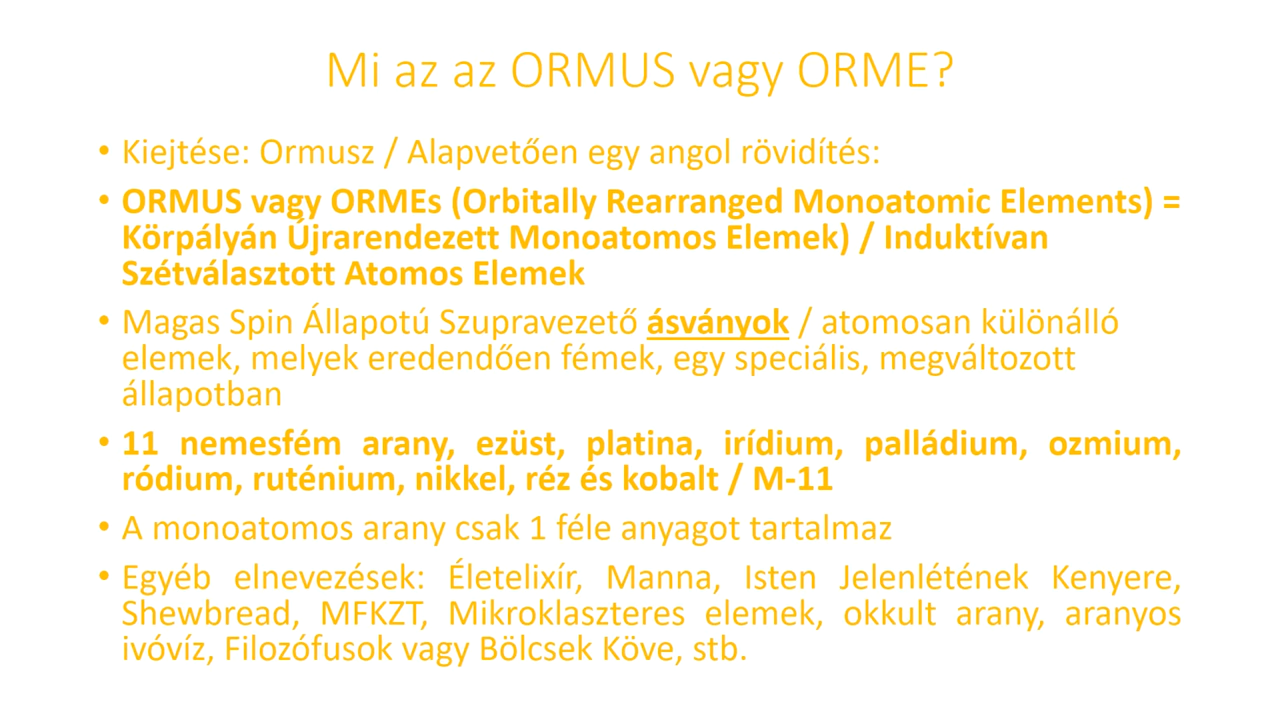 Mi az az ORMUS vagy ORME?
• Kiejtése: Ormusz / Alapvetően egy angol rövidítés:
• ORMUS vagy ORMEs (Orbitally Rearranged Monoatomic Elements) =
Körpályán Újrarendezett Monoatomos Elemek) / Induktívan
Szétválasztott Atomos Elemek
• Magas Spin Állapotú Szupravezető ásványok / atomosan különálló
elemek, melyek eredendően fémek, egy speciális, megváltozott
állapotban
• 11 nemesfém arany, ezüst, platina, irídium, palládium, ozmium,
ródium, ruténium, nikkel, réz és kobalt / M-11
• A monoatomos arany csak 1 féle anyagot tartalmaz
• Egyéb elnevezések: Életelixír, Manna, Isten Jelenlétének Kenyere,
Shewbread, MFKZT, Mikroklaszteres elemek, okkult arany, aranyos
ivóvíz, Filozófusok vagy Bölcsek Köve, stb.